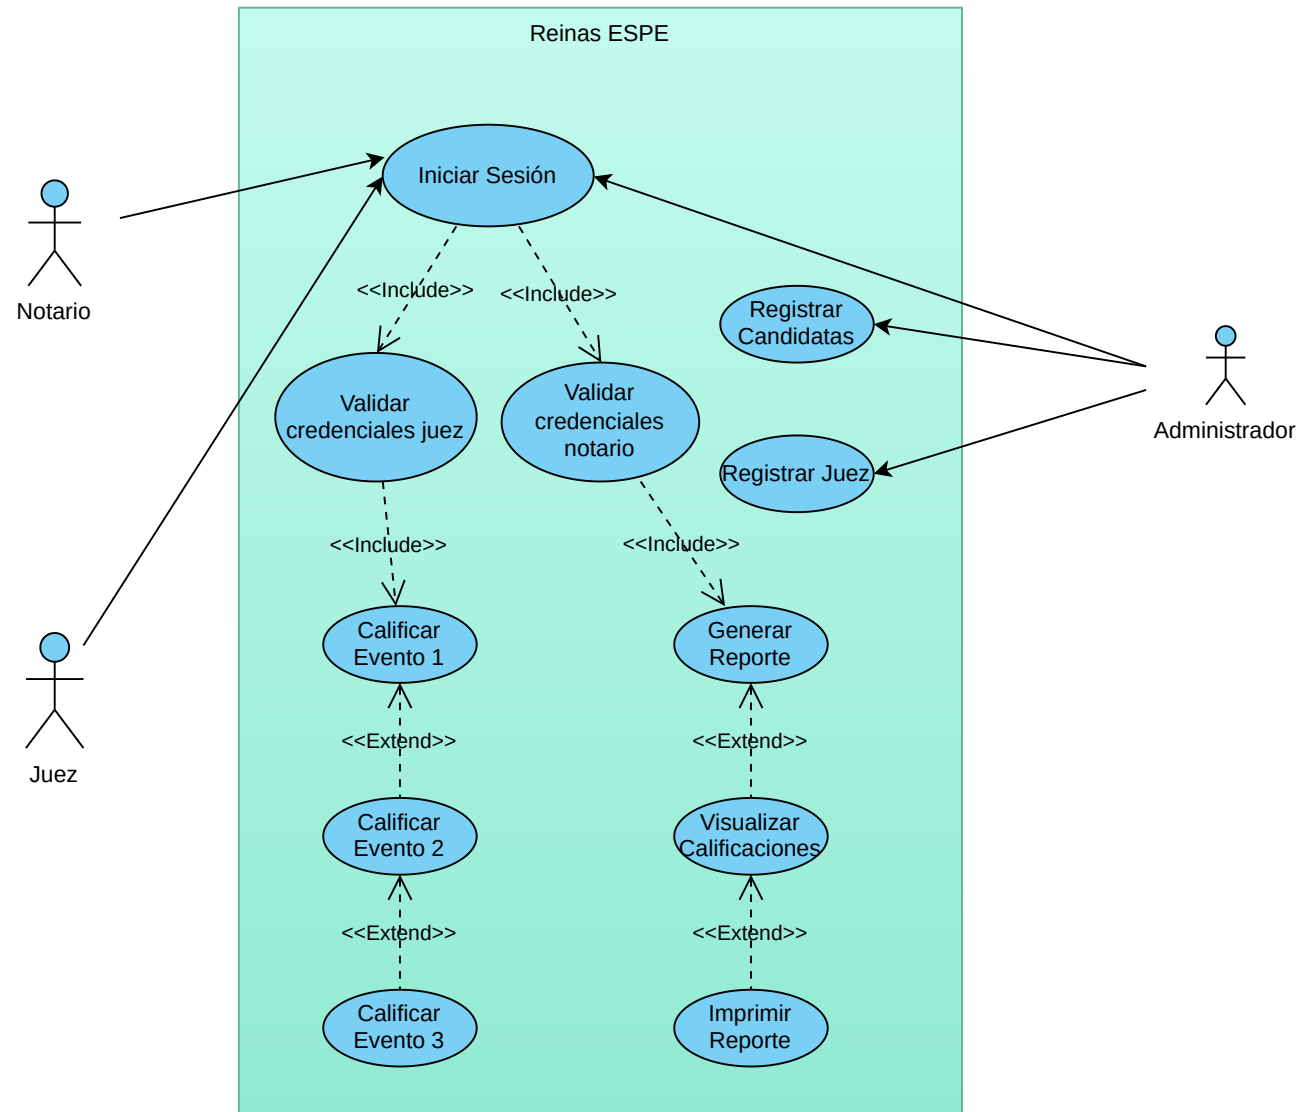 Reinas ESPE
Iniciar Sesión
Notario
<<Include>>
<<Include>>
Registrar
Candidatas
Administrador
Validar
credenciales juez
Validar
credenciales
notario
Registrar Juez
<<Include>>
<<Include>>
Calificar
Evento 1
Generar
Reporte
Juez
<<Extend>>
<<Extend>>
Calificar
Evento 2
Visualizar
Calificaciones
<<Extend>>
<<Extend>>
Calificar
Evento 3
Imprimir
Reporte